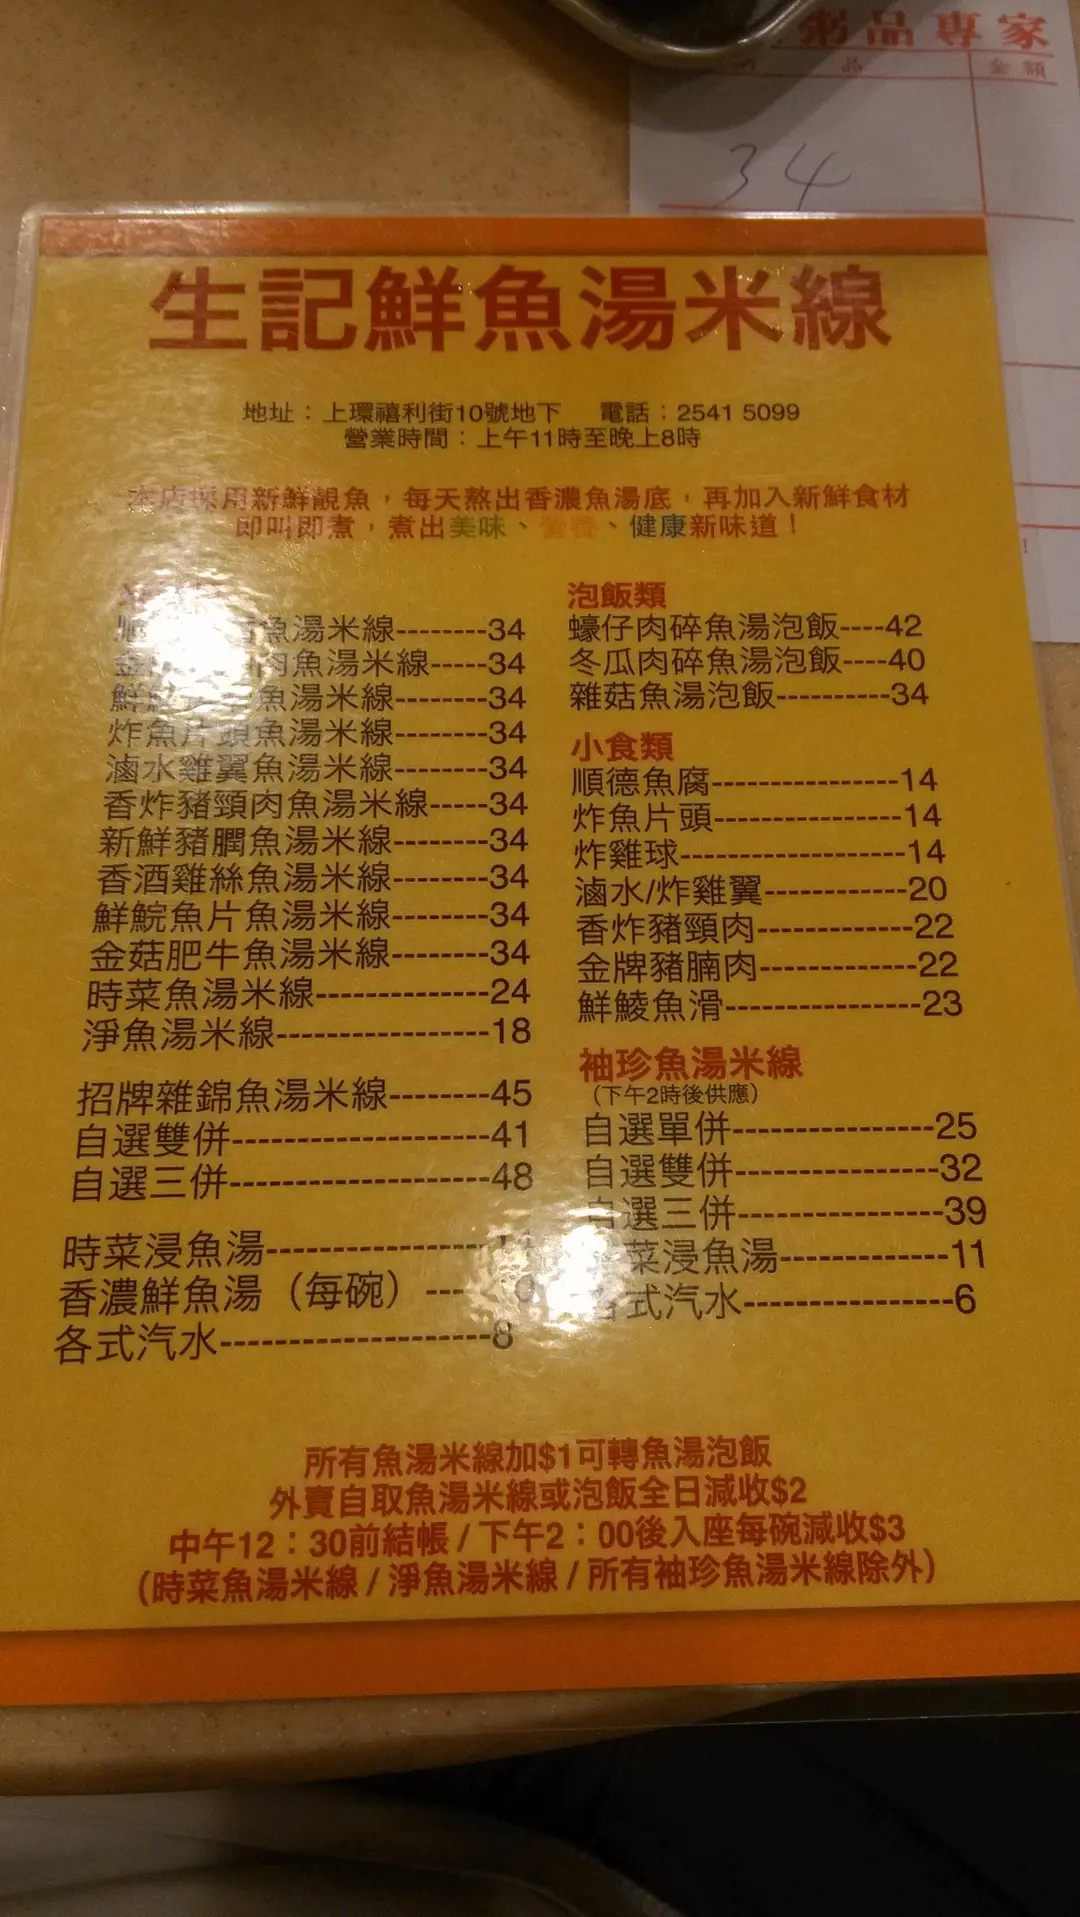 粥品專家
品 金額
34
生記鮮魚湯米線
地址：上環禧利街10號地下 電話：2541 5099
營業時間：上午11時至晚上8時
本店採用新鮮靚魚，每天熬出香濃魚湯底，再加入新鮮食材
即叫即煮，煮出美味、營養、健康新味道！
魚湯米線--------34
肉魚湯米線-----34
魚湯米線--------34
炸魚片頭魚湯米線--------34
滷水雞翼魚湯米線--------34
香炸豬頸肉魚湯米線-----34
新鮮豬膶魚湯米線--------34
香酒雞絲魚湯米線--------34
鮮鯇魚片魚湯米線--------34
金菇肥牛魚湯米線--------34
時菜魚湯米線---------------24
淨魚湯米線------------------18
招牌雜錦魚湯米線--------45
自選雙併---------------------41
自選三併---------------------48
時菜浸魚湯------------------
香濃鮮魚湯（每碗）---
各式汽水---------------------8
泡飯類
蠔仔肉碎魚湯泡飯----42
冬瓜肉碎魚湯泡飯----40
雜菇魚湯泡飯----------34
小食類
順德魚腐----------------14
炸魚片頭----------------14
炸雞球-------------------14
滷水/炸雞翼------------20
香炸豬頸肉-------------22
金牌豬腩肉-------------22
鮮鯪魚滑----------------23
袖珍魚湯米線
（下午2時後供應）
自選單併----------------25
自選雙併----------------32
自選三併----------------39
菜浸魚湯-------------11
各式汽水----------------6
所有魚湯米線加$1可轉魚湯泡飯
外賣自取魚湯米線或泡飯全日減收$2
中午12：30前結帳 / 下午2：00後入座每碗減收$3
(時菜魚湯米線 / 淨魚湯米線 / 所有袖珍魚湯米線除外)